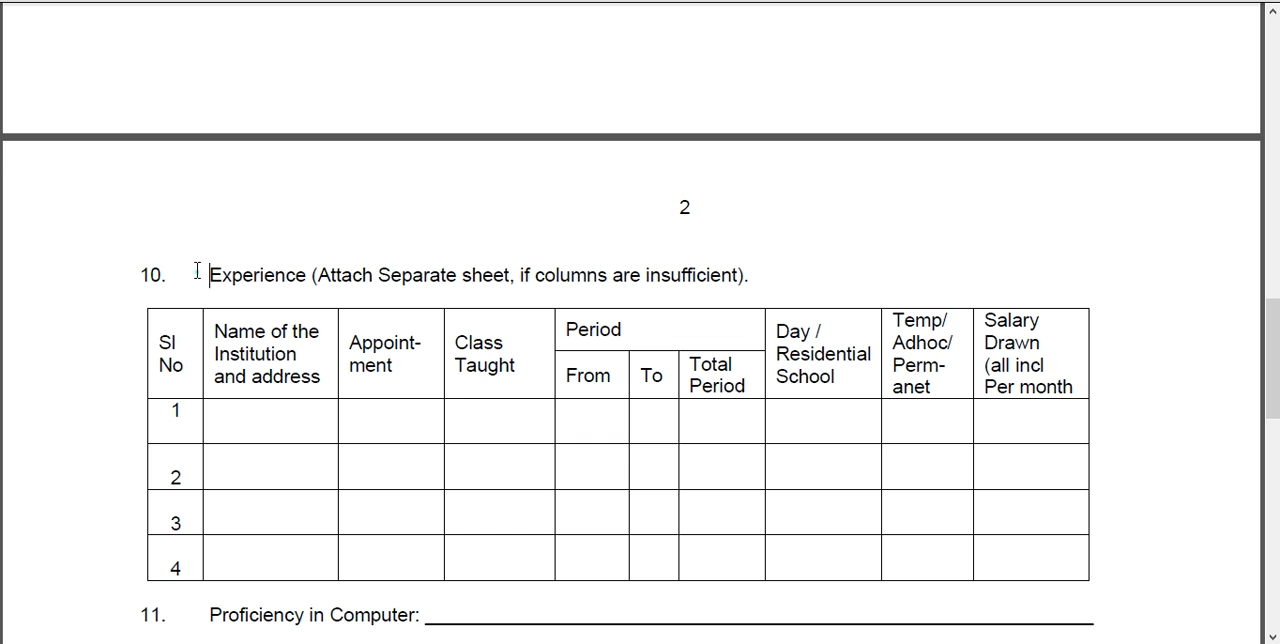 2
10. Experience (Attach Separate sheet, if columns are insufficient).
Sl No | Name of the Institution and address | Appoint-ment | Class Taught | Period | Day / Residential School | Temp/ Adhoc/ Perm-anet | Salary Drawn (all incl Per month
From | To | Total Period
1
2
3
4
11. Proficiency in Computer: